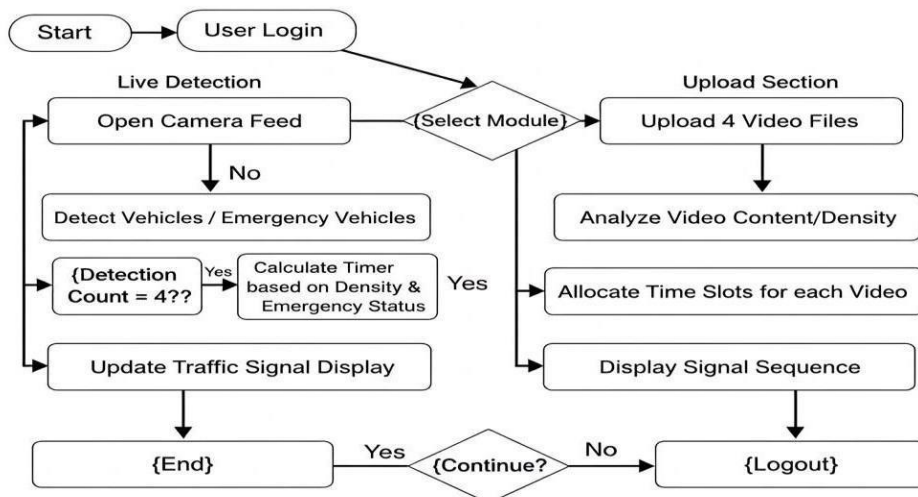 Start
User Login
Live Detection
Upload Section
Open Camera Feed
{Select Module}
Upload 4 Video Files
No
Detect Vehicles / Emergency Vehicles
Analyze Video Content/Density
{Detection
Count = 4??
Yes
Calculate Timer
based on Density &
Emergency Status
Yes
Allocate Time Slots for each Video
Update Traffic Signal Display
Display Signal Sequence
{End}
Yes
{Continue?
No
{Logout}